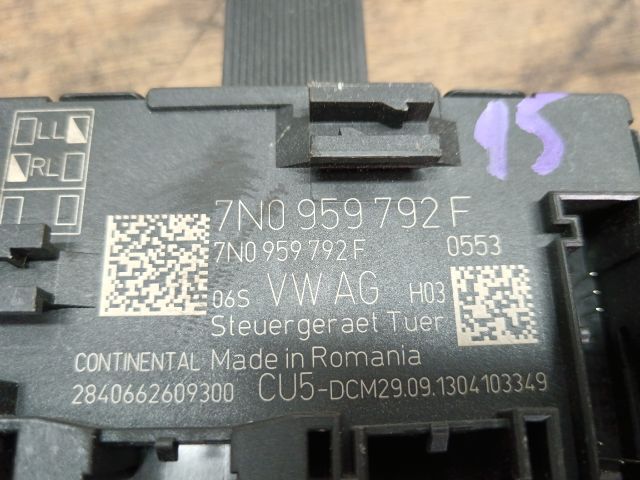 LL
RL
15
7N0 959 792 F
7N0 959 792 F 0553
06S VW AG H03
Steuergeraet Tuer
CONTINENTAL Made in Romania
2840662609300 CU5-DCM29.09.1304103349